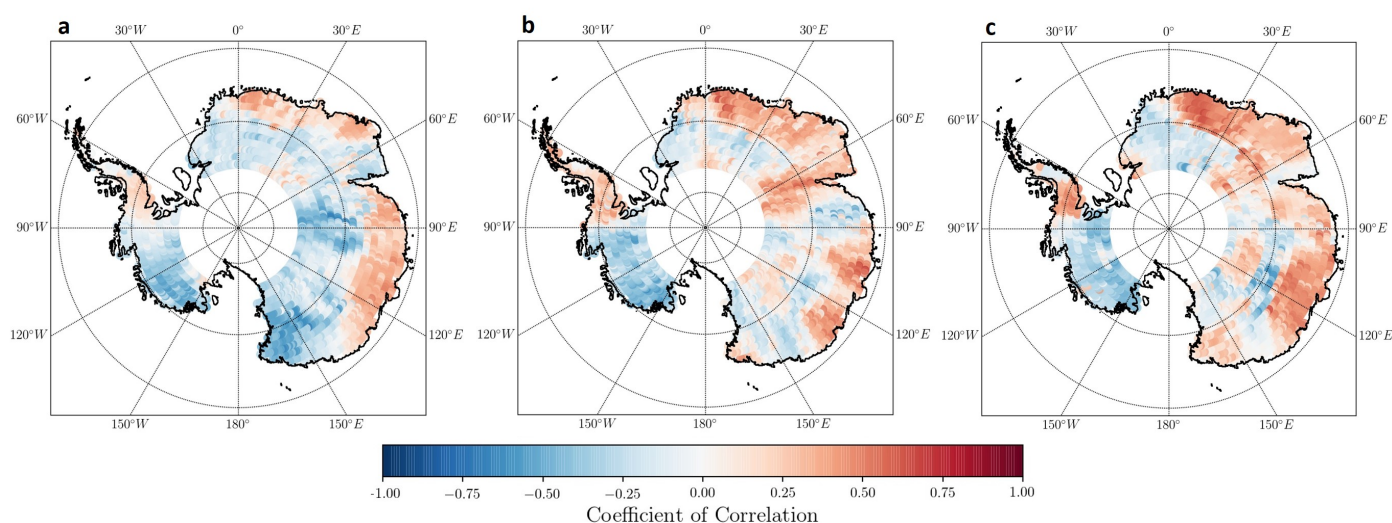 a
b
c
30°W 0° 30°E
30°W 0° 30°E
30°W 0° 30°E
60°W 60°E
60°W 60°E
60°W 60°E
90°W 90°E
90°W 90°E
90°W 90°E
120°W 120°E
120°W 120°E
120°W 120°E
150°W 180° 150°E
150°W 180° 150°E
150°W 180° 150°E
-1.00 −0.75 −0.50 −0.25 0.00 0.25 0.50 0.75 1.00
Coefficient of Correlation